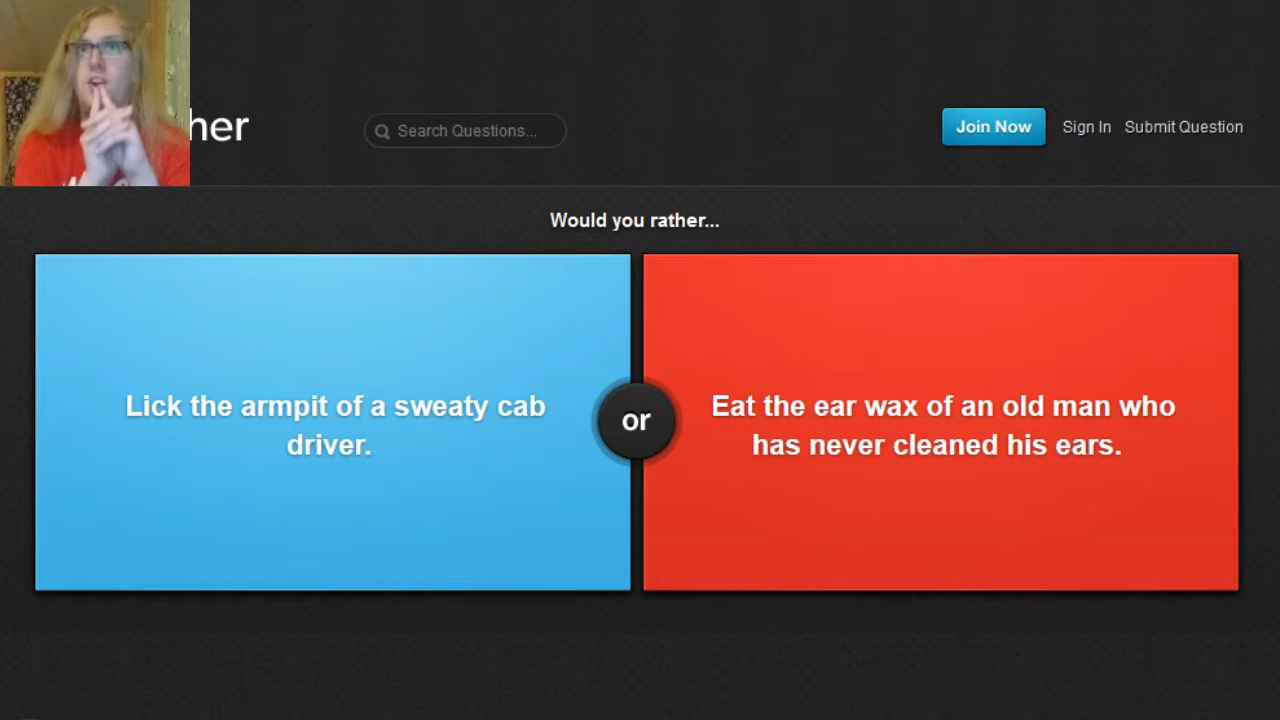 her
Search Questions...
Join Now
Sign In
Submit Question
Would you rather...
Lick the armpit of a sweaty cab
driver.
or
Eat the ear wax of an old man who
has never cleaned his ears.